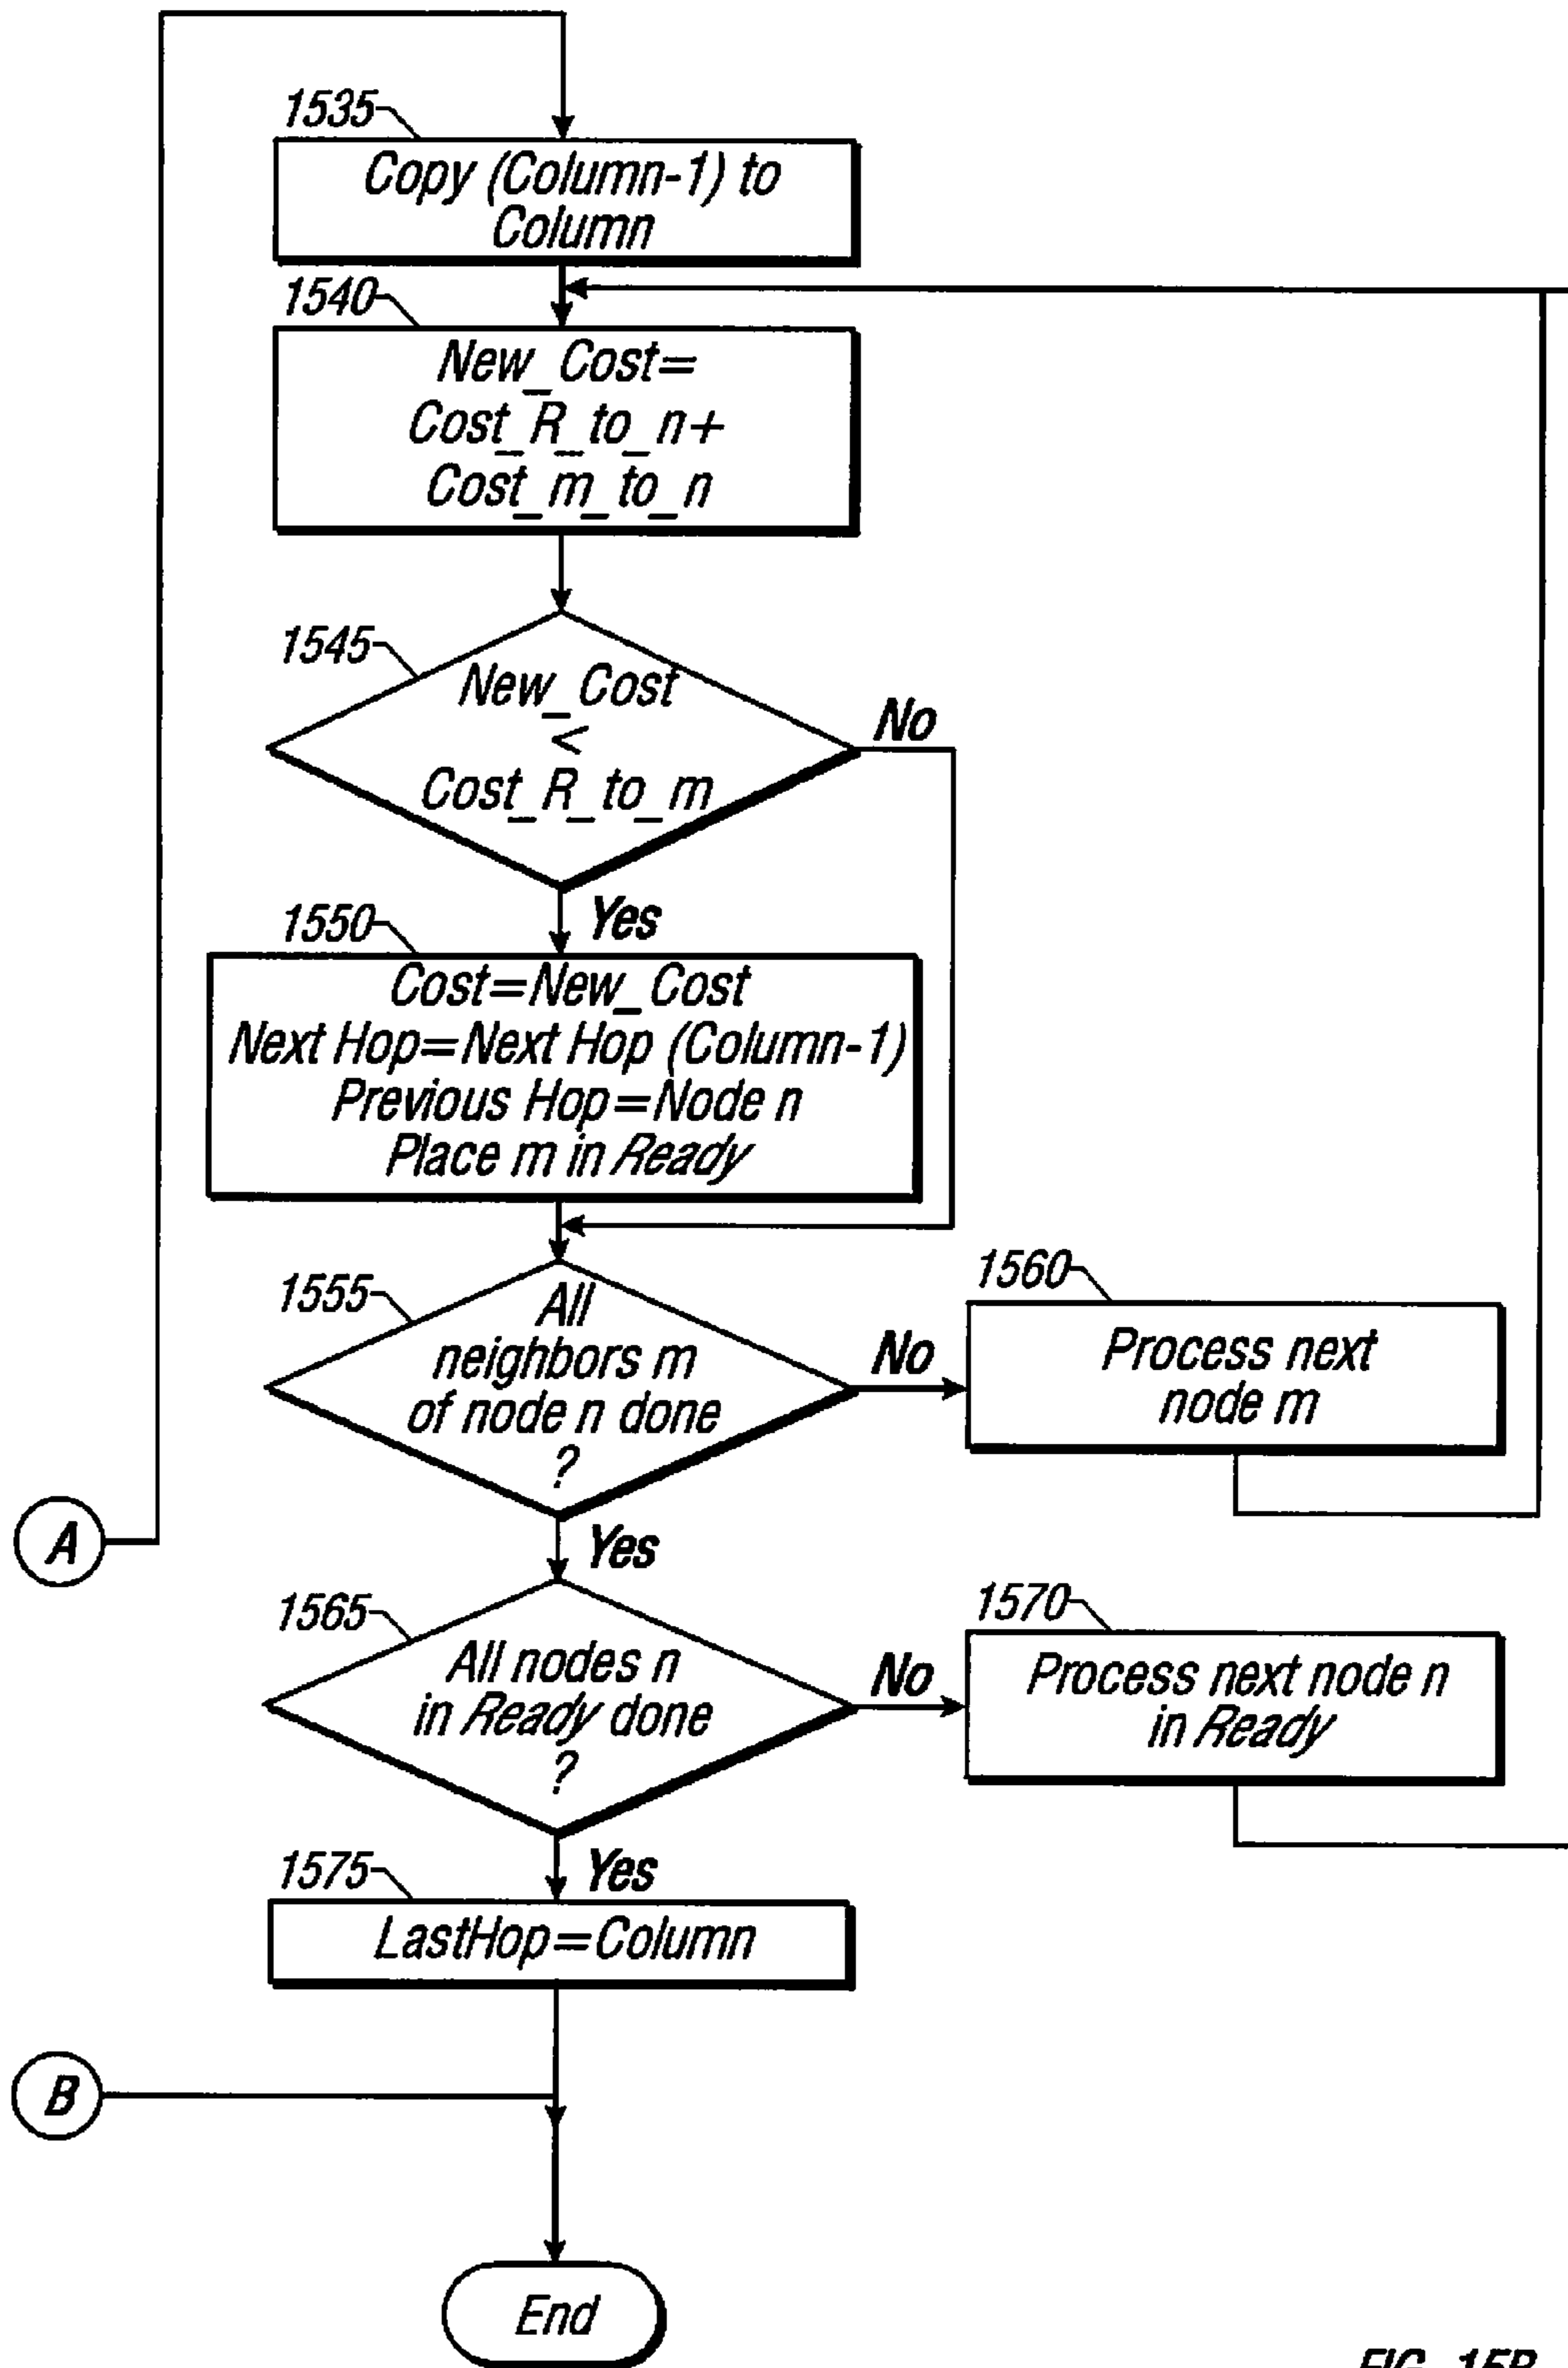 1535
Copy (Column-1) to
Column
1540
New_Cost=
Cost_R_to_n+
Cost_m_to_n
1545
New_Cost
<
Cost_R_to_m
No
Yes
1550
Cost=New_Cost
Next Hop=Next Hop (Column-1)
Previous Hop=Node n
Place m in Ready
1555
All
neighbors m
of node n done
?
No
1560
Process next
node m
A
Yes
1565
All nodes n
in Ready done
?
No
1570
Process next node n
in Ready
Yes
1575
LastHop=Column
B
End
FIG. 15B